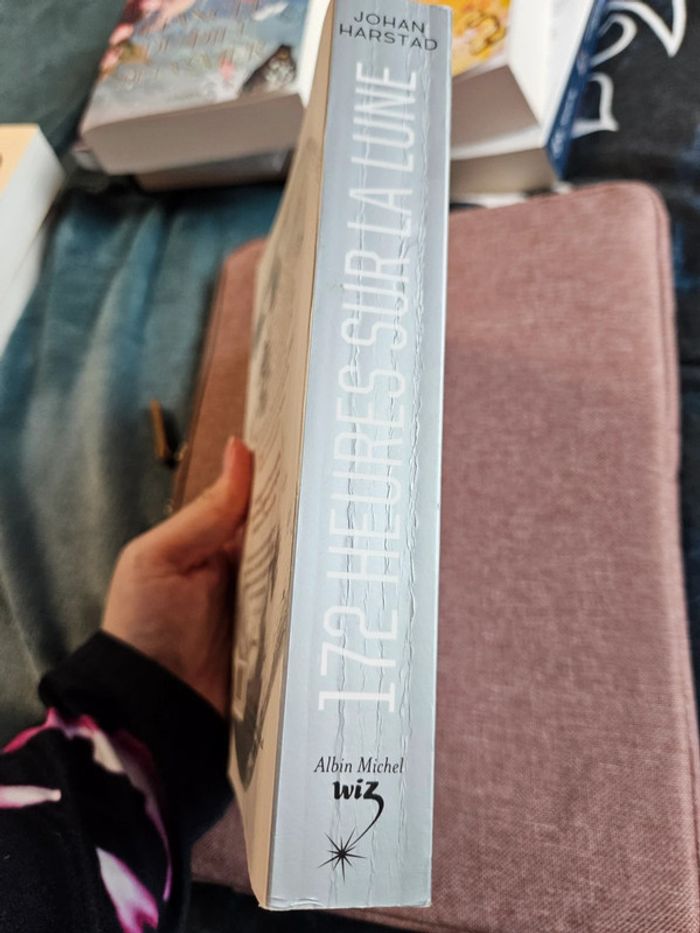 JOHAN
HARSTAD
172 HEURES SUR LA LUNE
Albin Michel
wiz